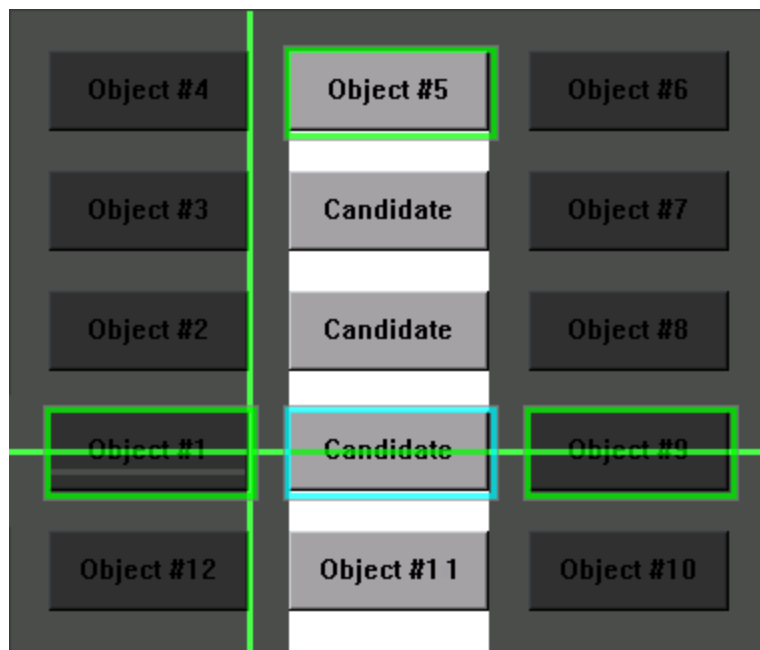 Object #4 Object #5 Object #6
Object #3 Candidate Object #7
Object #2 Candidate Object #8
Object #1 Candidate Object #9
Object #12 Object #11 Object #10